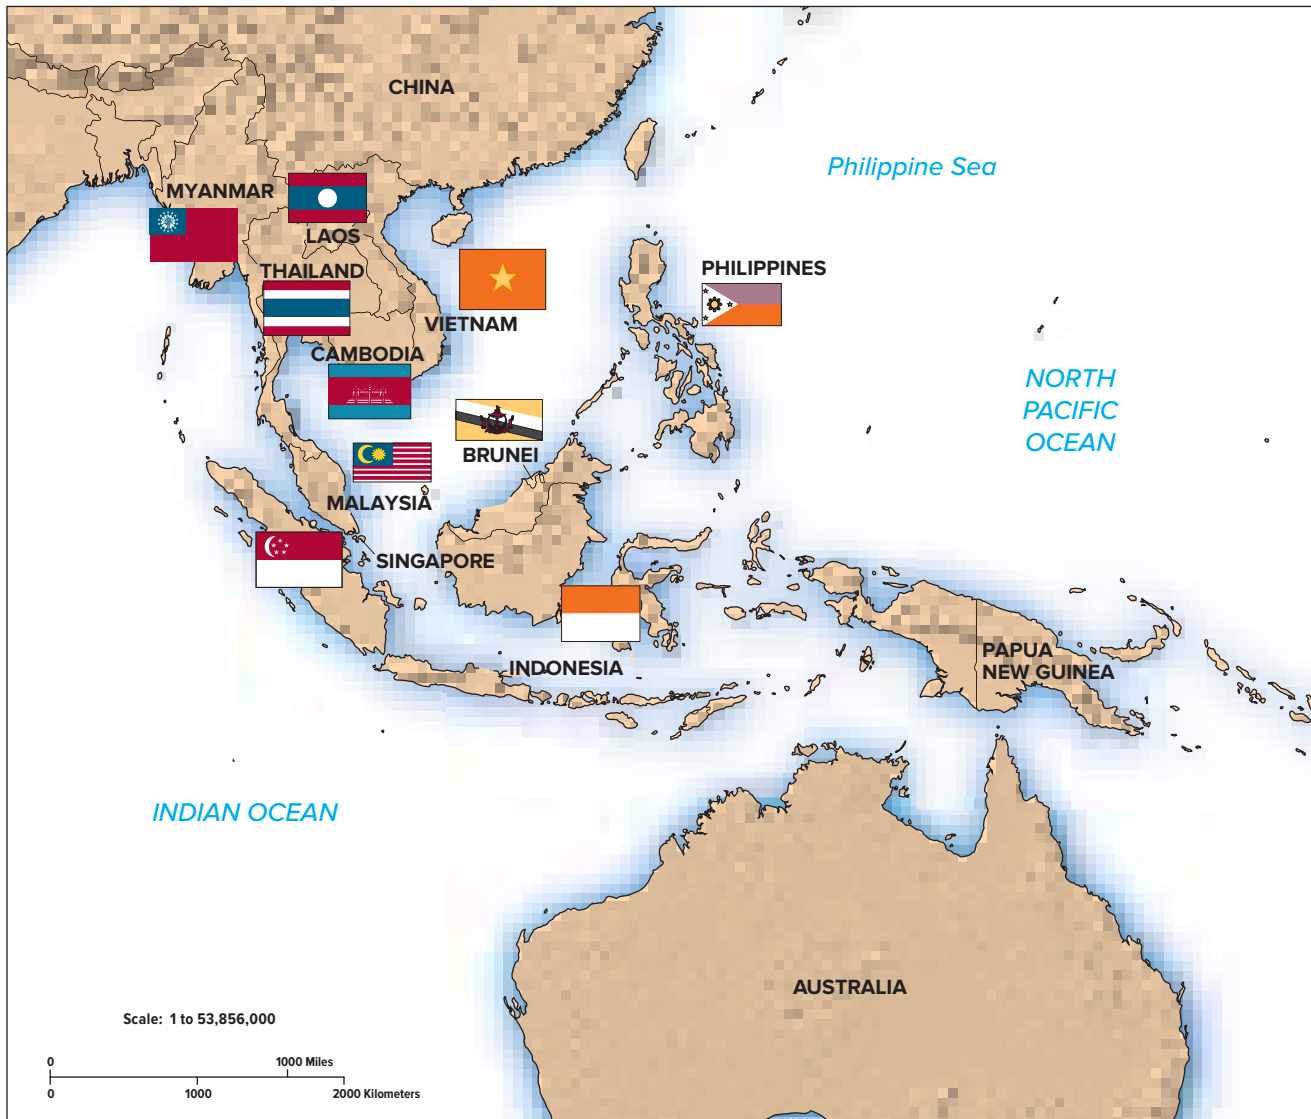 CHINA
Philippine Sea
MYANMAR
LAOS
THAILAND
PHILIPPINES
VIETNAM
CAMBODIA
NORTH
PACIFIC
OCEAN
BRUNEI
MALAYSIA
SINGAPORE
INDONESIA
PAPUA
NEW GUINEA
INDIAN OCEAN
AUSTRALIA
Scale: 1 to 53,856,000
0 1000 Miles
0 1000 2000 Kilometers